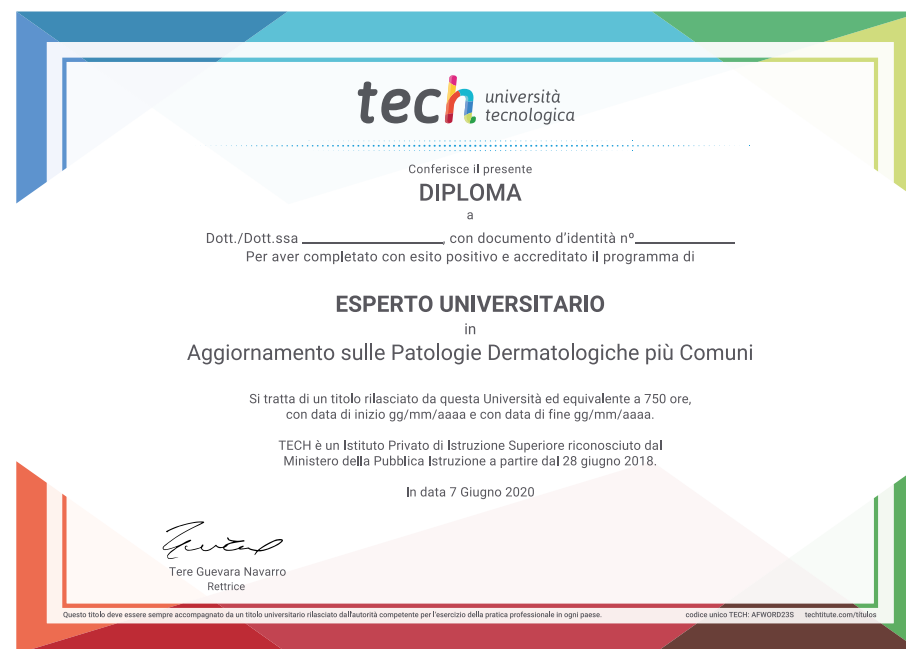 tech università
tecnologica
Conferisce il presente
DIPLOMA
a
Dott./Dott.ssa ____________________, con documento d'identità nº______________
Per aver completato con esito positivo e accreditato il programma di
ESPERTO UNIVERSITARIO
in
Aggiornamento sulle Patologie Dermatologiche più Comuni
Si tratta di un titolo rilasciato da questa Università ed equivalente a 750 ore,
con data di inizio gg/mm/aaaa e con data di fine gg/mm/aaaa.
TECH è un Istituto Privato di Istruzione Superiore riconosciuto dal
Ministero della Pubblica Istruzione a partire dal 28 giugno 2018.
In data 7 Giugno 2020
Tere Guevara Navarro
Rettrice
Questo titolo deve essere sempre accompagnato da un titolo universitario rilasciato dall'autorità competente per l'esercizio della pratica professionale in ogni paese. codice unico TECH: AFWORD23S techtitute.com/titulos